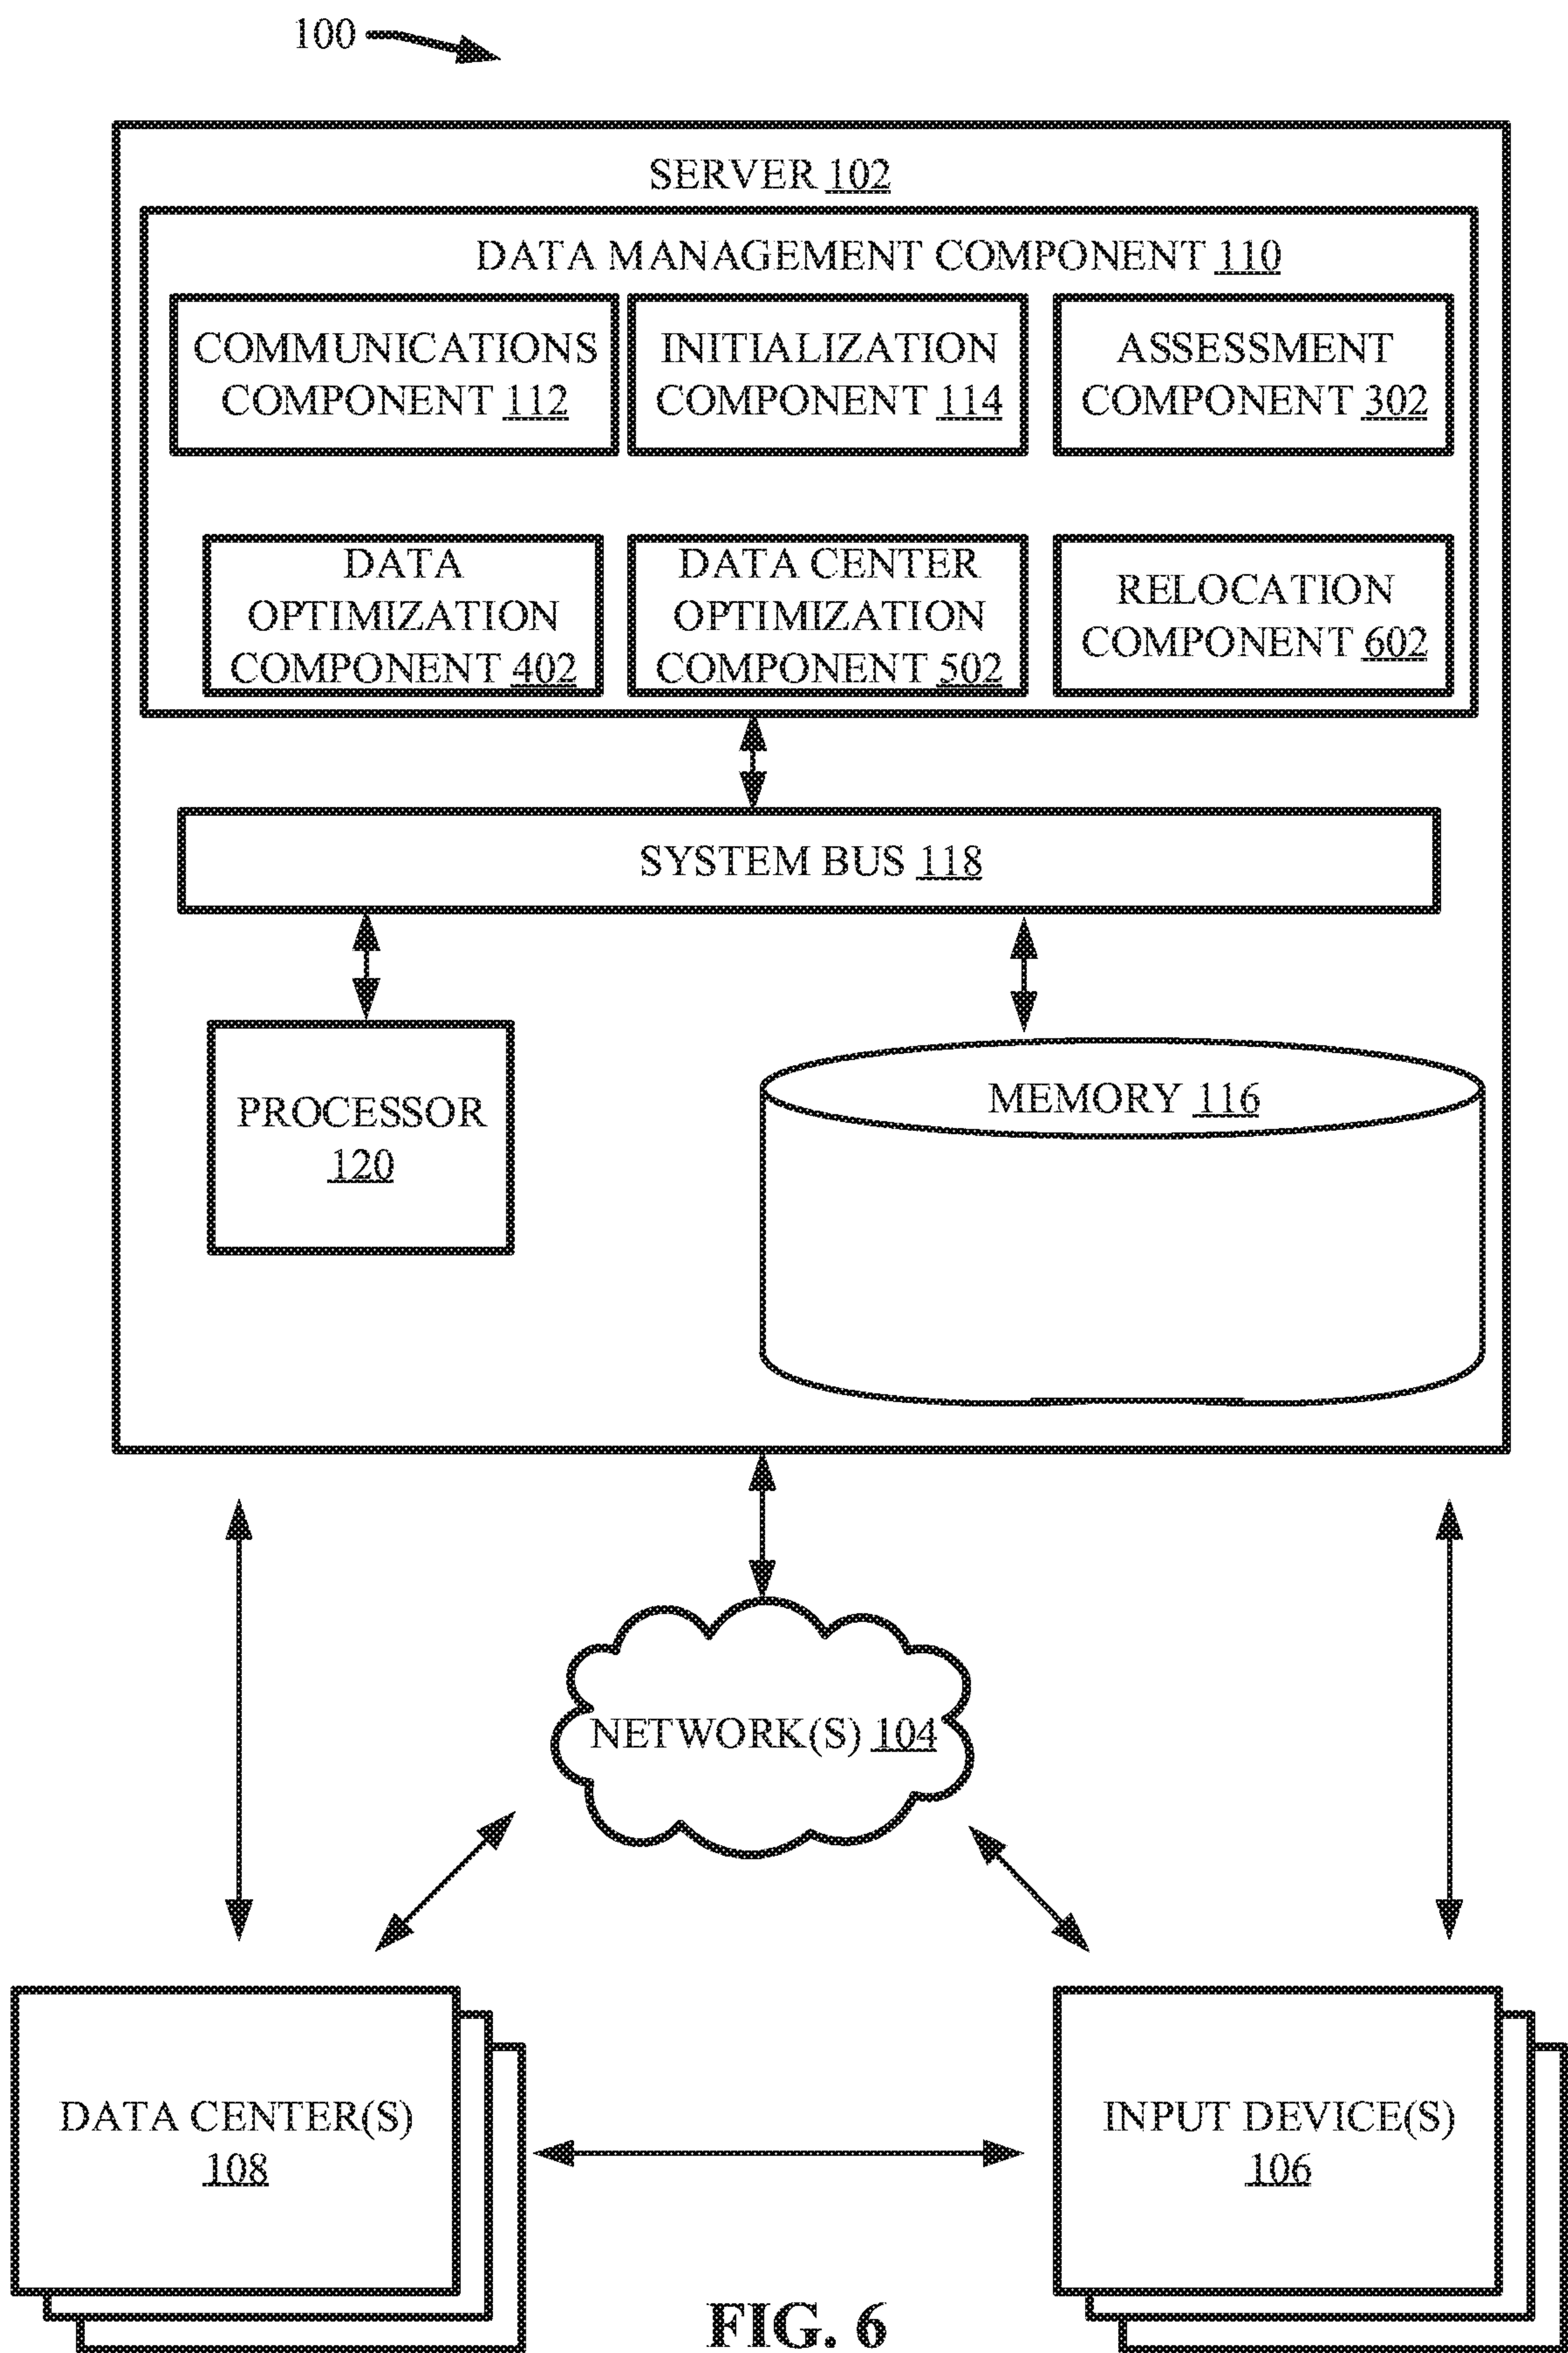 100
SERVER 102
DATA MANAGEMENT COMPONENT 110
COMMUNICATIONS
COMPONENT 112
INITIALIZATION
COMPONENT 114
ASSESSMENT
COMPONENT 302
DATA
OPTIMIZATION
COMPONENT 402
DATA CENTER
OPTIMIZATION
COMPONENT 502
RELOCATION
COMPONENT 602
SYSTEM BUS 118
PROCESSOR
120
MEMORY 116
NETWORK(S) 104
DATA CENTER(S)
108
INPUT DEVICE(S)
106
FIG. 6